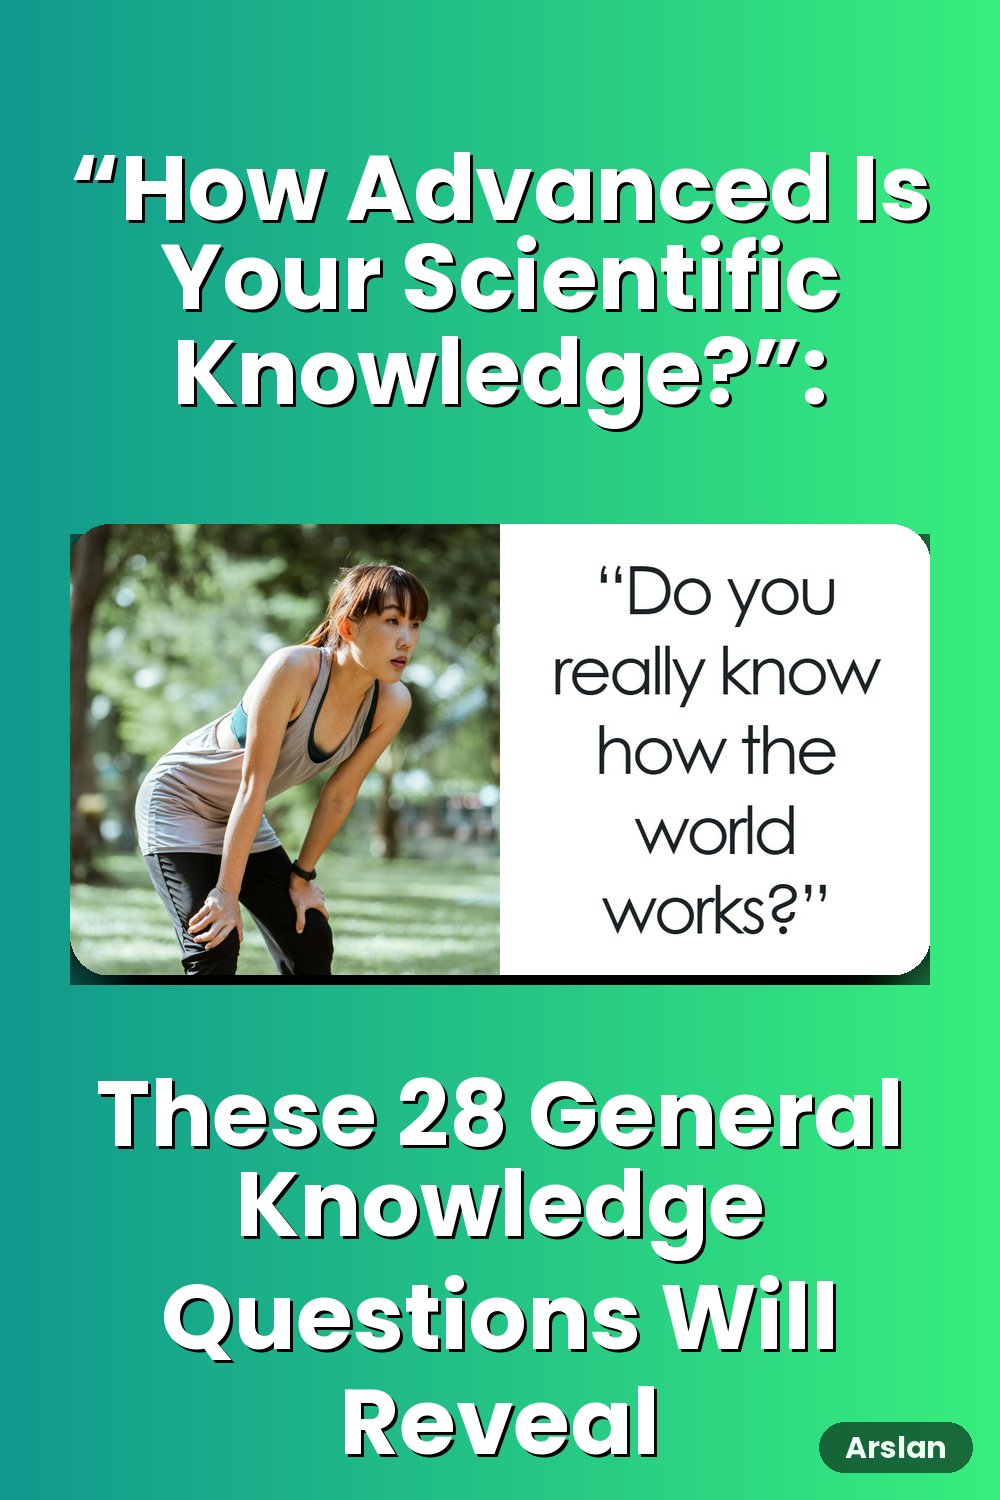 “How Advanced Is
Your Scientific
Knowledge?”:
“Do you
really know
how the
world
works?”
These 28 General
Knowledge
Questions Will
Reveal
Arslan